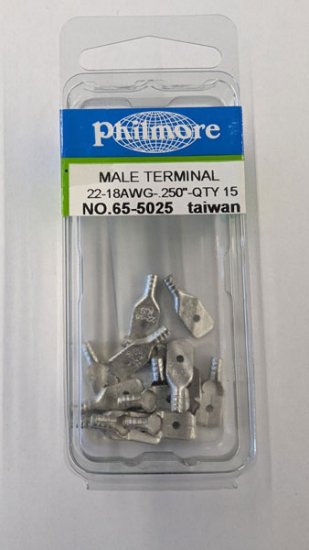 Philmore
MALE TERMINAL
22-18AWG-.250"-QTY 15
NO.65-5025 taiwan